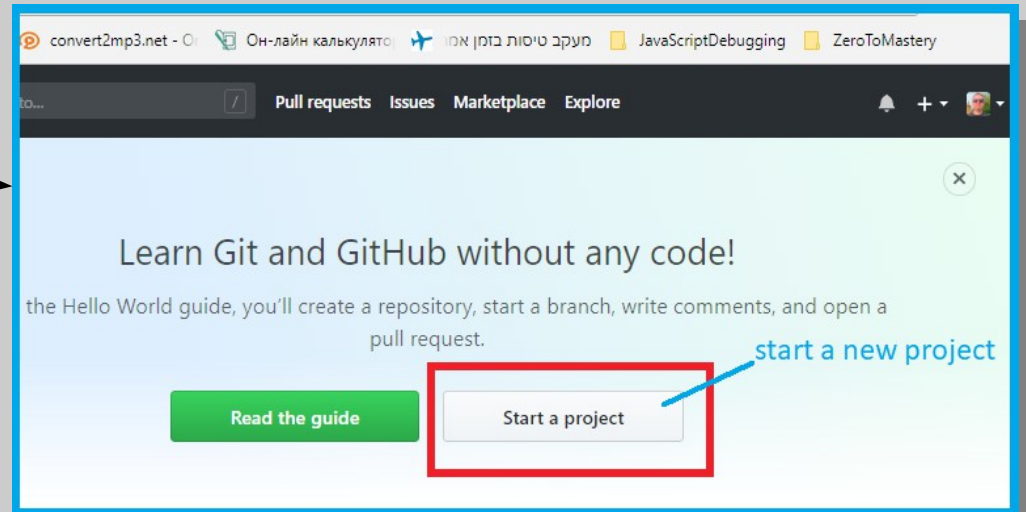 convert2mp3.net - O Он-лайн калькулято מעקב טיסות בזמן אמ JavaScriptDebugging ZeroToMastery
to... / Pull requests Issues Marketplace Explore
Learn Git and GitHub without any code!
the Hello World guide, you'll create a repository, start a branch, write comments, and open a
pull request.
start a new project
Read the guide Start a project